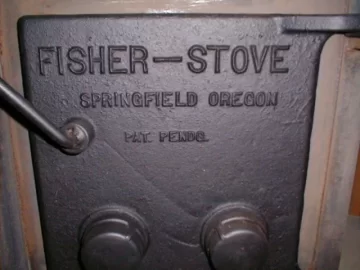 FISHER-STOVE
SPRINGFIELD OREGON
PAT. PENDG.